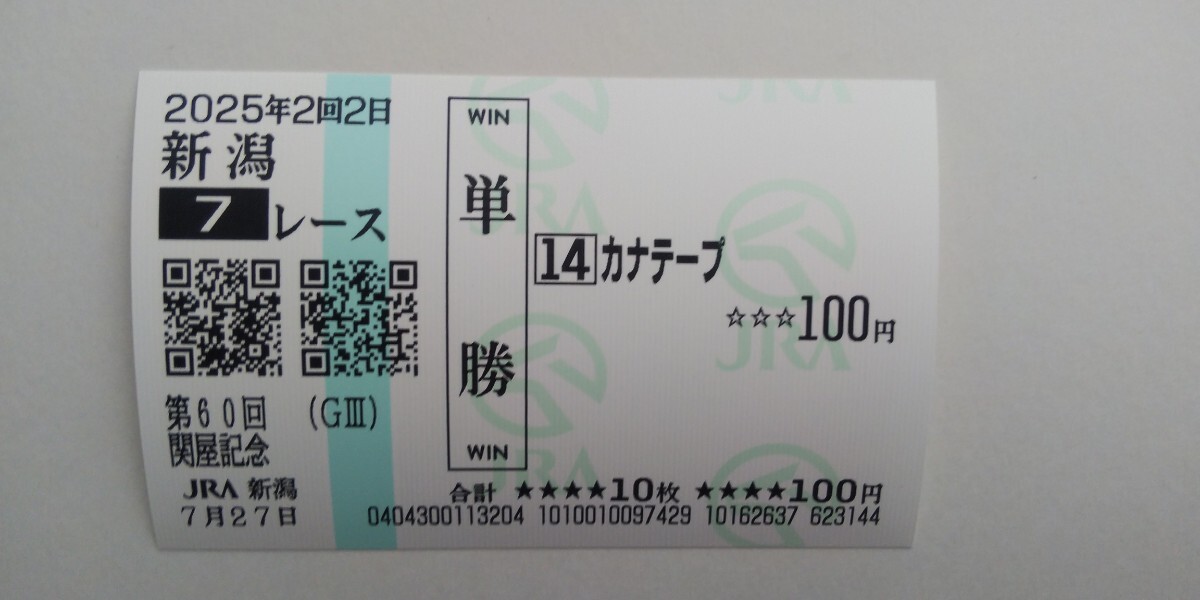 2025年2回2日
新潟
7レース
第60回 (GⅢ)
関屋記念
JRA 新潟
7月27日
WIN
単勝
WIN
14 カナテープ
☆☆☆100円
合計 ★★★★10枚 ★★★★100円
0404300113204 1010010097429 10162637 623144
JRA
JRA
JRA
JRA